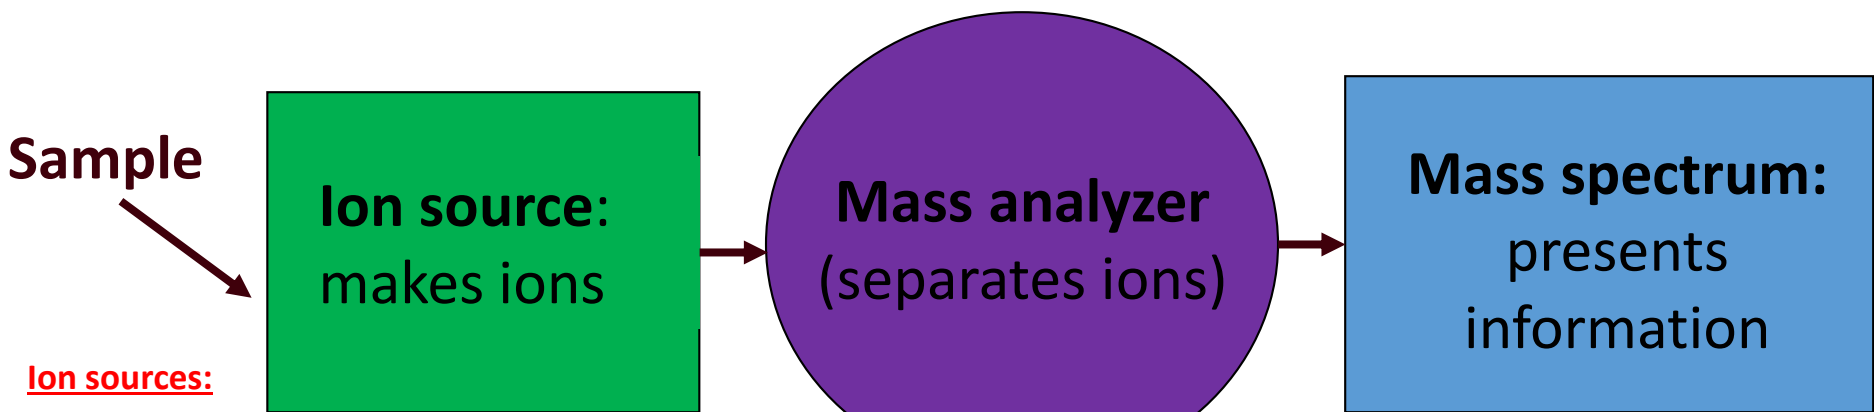 Sample
Ion source:
makes ions
Mass analyzer
(separates ions)
Mass spectrum:
presents
information
Ion sources: